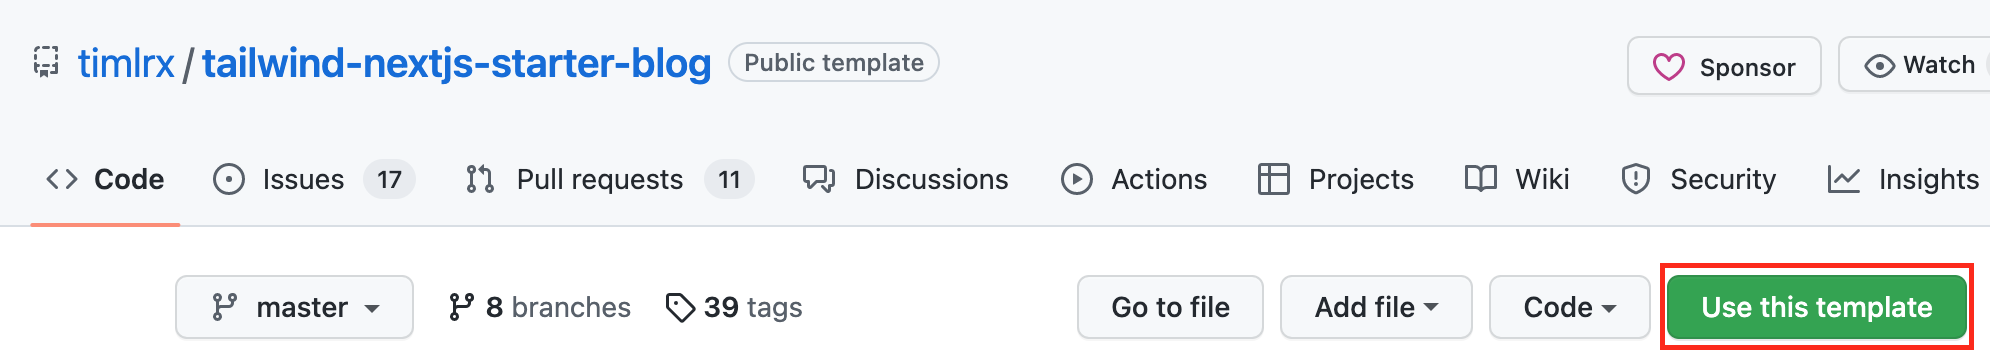 timlrx / tailwind-nextjs-starter-blog Public template Sponsor Watch
Code Issues 17 Pull requests 11 Discussions Actions Projects Wiki Security Insights
master 8 branches 39 tags Go to file Add file Code Use this template